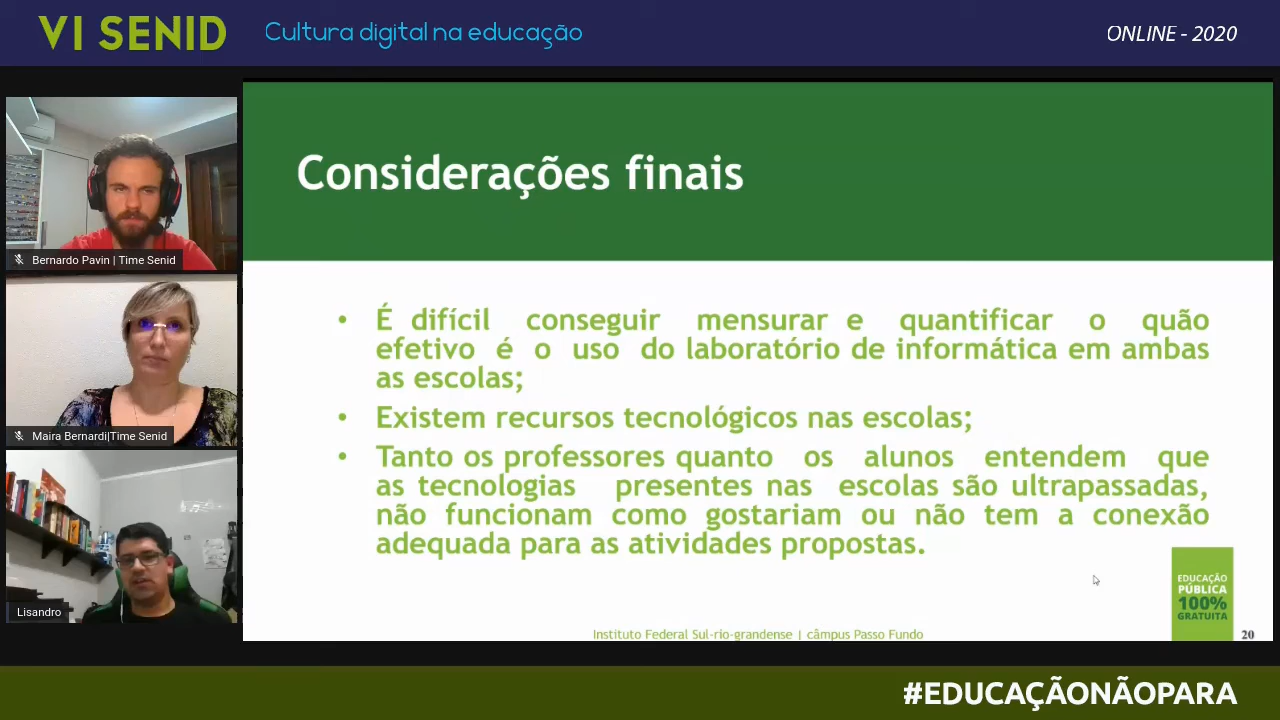 VI SENID
Cultura digital na educação
ONLINE - 2020
Bernardo Pavin | Time Senid
Maira Bernardi|Time Senid
Lisandro
Considerações finais
• É difícil conseguir mensurar e quantificar o quão
efetivo é o uso do laboratório de informática em ambas
as escolas;
• Existem recursos tecnológicos nas escolas;
• Tanto os professores quanto os alunos entendem que
as tecnologias presentes nas escolas são ultrapassadas,
não funcionam como gostariam ou não tem a conexão
adequada para as atividades propostas.
EDUCAÇÃO
PÚBLICA
100%
GRATUITA
Instituto Federal Sul-rio-grandense | câmpus Passo Fundo
20
#EDUCAÇÃONÃOPARA